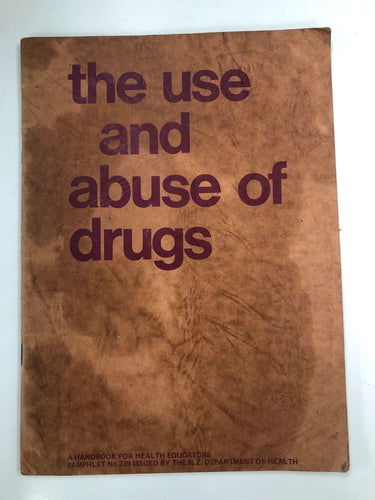 the use
and
abuse of
drugs
A HANDBOOK FOR HEALTH EDUCATORS
PAMPHLET No 239 ISSUED BY THE N.Z. DEPARTMENT OF HEALTH